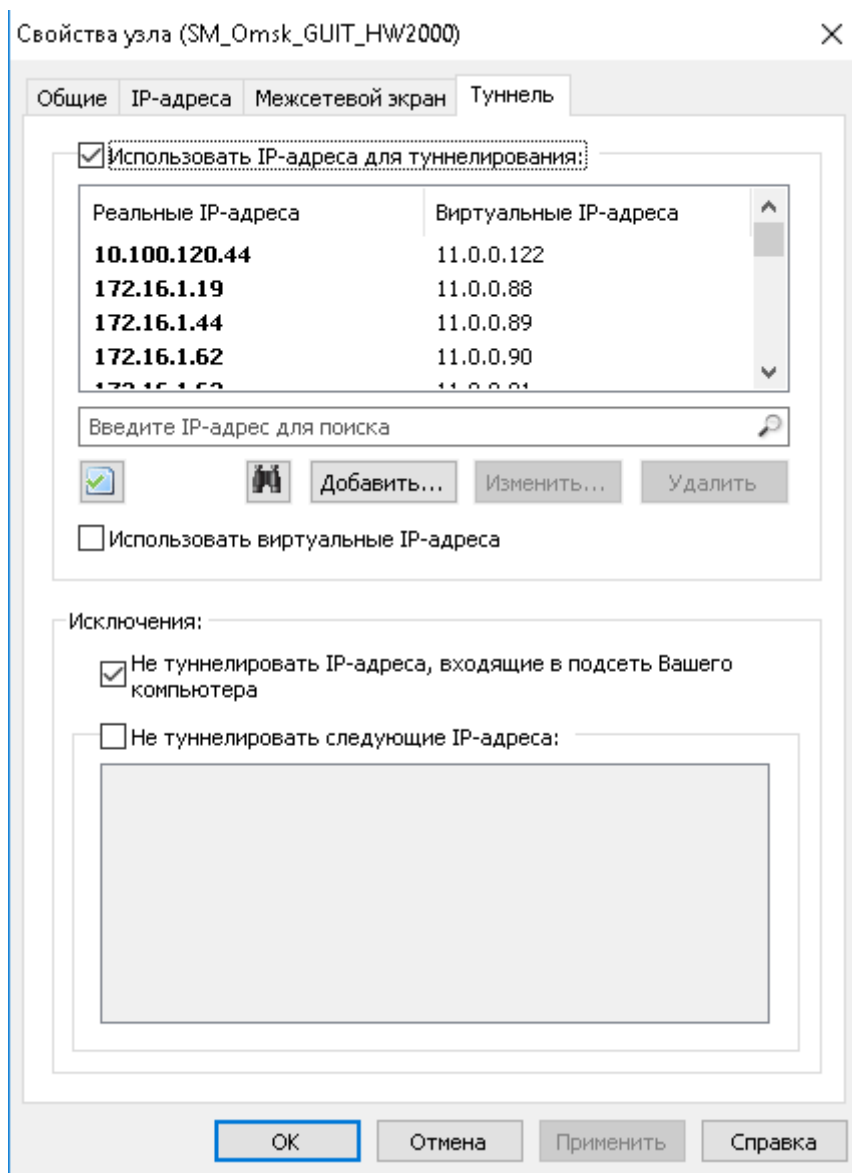 Свойства узла (SM_Omsk_GUIT_HW2000)
Общие IP-адреса Межсетевой экран Туннель
Использовать IP-адреса для туннелирования:
Реальные IP-адреса Виртуальные IP-адреса
10.100.120.44 11.0.0.122
172.16.1.19 11.0.0.88
172.16.1.44 11.0.0.89
172.16.1.62 11.0.0.90
Введите IP-адрес для поиска
Добавить... Изменить... Удалить
Использовать виртуальные IP-адреса
Исключения:
Не туннелировать IP-адреса, входящие в подсеть Вашего
компьютера
Не туннелировать следующие IP-адреса:
ОК Отмена Применить Справка